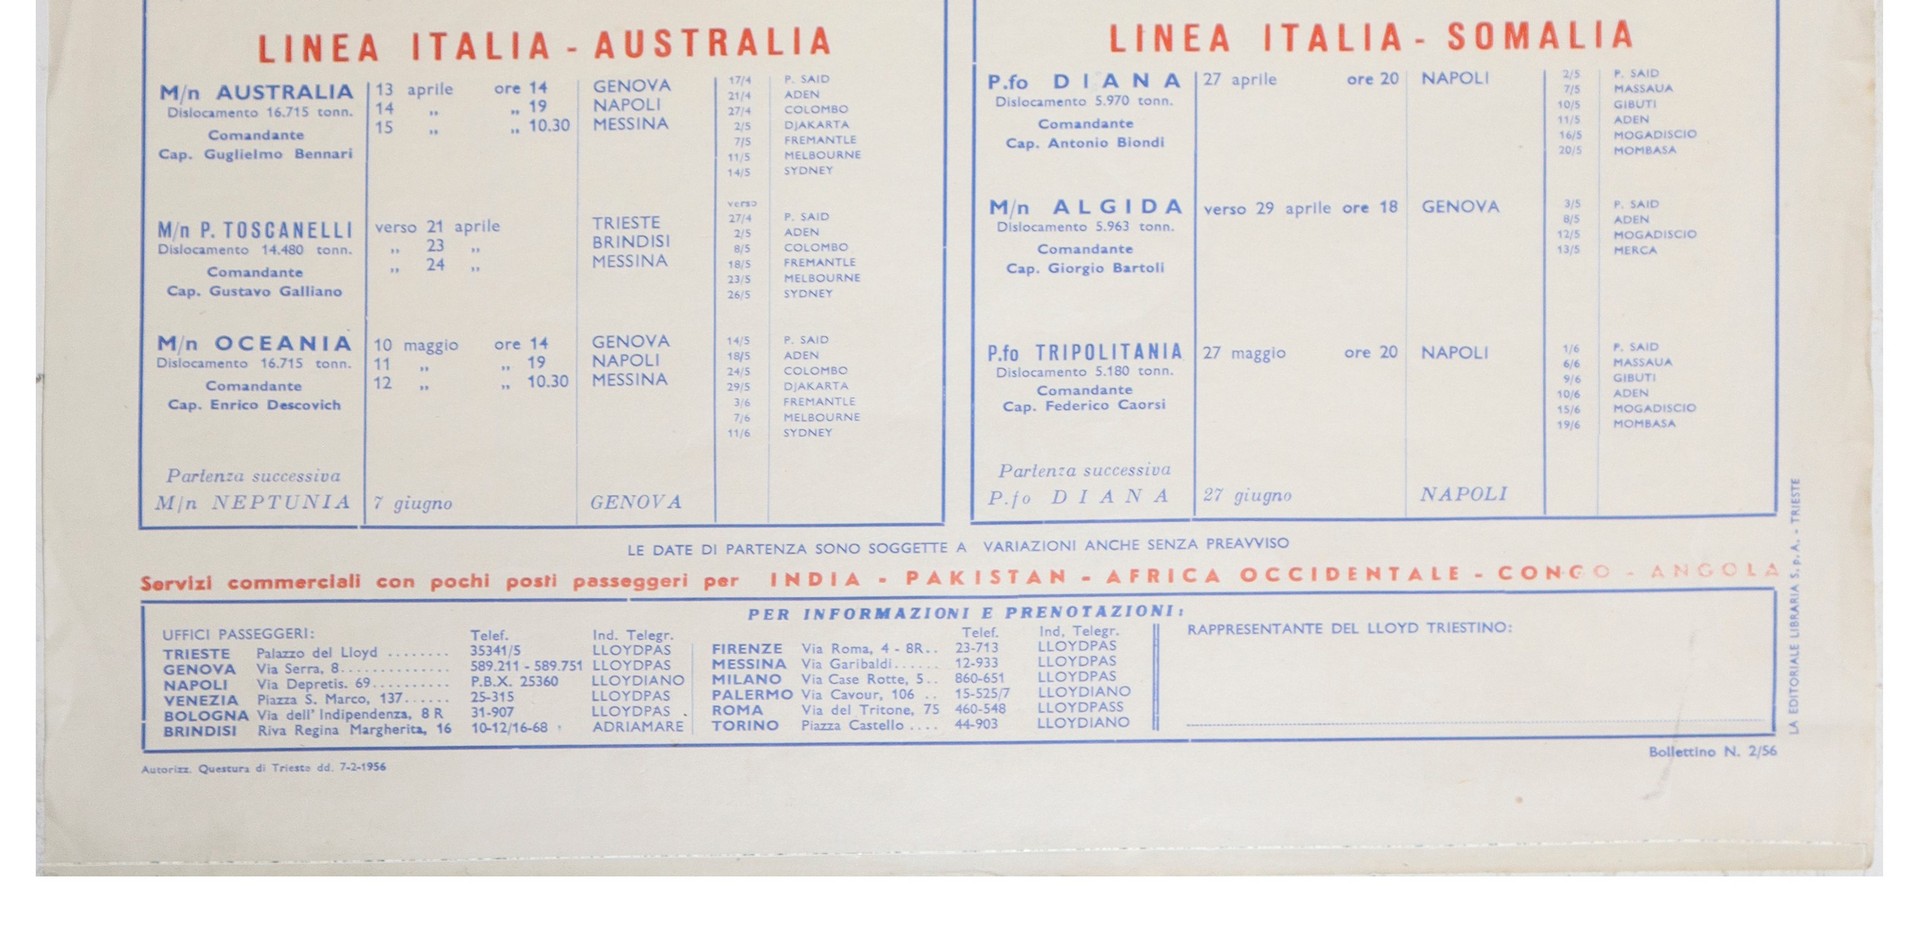 LINEA ITALIA - AUSTRALIA
M/n AUSTRALIA
Dislocamento 16.715 tonn.
Comandante
Cap. Guglielmo Bennari
13 aprile ore 14 GENOVA
14 „ „ 19 NAPOLI
15 „ „ 10.30 MESSINA
17/4 P. SAID
21/4 ADEN
27/4 COLOMBO
2/5 DJAKARTA
7/5 FREMANTLE
11/5 MELBOURNE
14/5 SYDNEY
M/n P. TOSCANELLI
Dislocamento 14.480 tonn.
Comandante
Cap. Gustavo Galliano
verso 21 aprile TRIESTE
„ 23 „ BRINDISI
„ 24 „ MESSINA
verso
27/4 P. SAID
2/5 ADEN
8/5 COLOMBO
18/5 FREMANTLE
23/5 MELBOURNE
26/5 SYDNEY
M/n OCEANIA
Dislocamento 16.715 tonn.
Comandante
Cap. Enrico Descovich
10 maggio ore 14 GENOVA
11 „ „ 19 NAPOLI
12 „ „ 10.30 MESSINA
14/5 P. SAID
18/5 ADEN
24/5 COLOMBO
29/5 DJAKARTA
3/6 FREMANTLE
7/6 MELBOURNE
11/6 SYDNEY
Partenza successiva
M/n NEPTUNIA 7 giugno GENOVA
LINEA ITALIA - SOMALIA
P.fo DIANA
Dislocamento 5.970 tonn.
Comandante
Cap. Antonio Biondi
27 aprile ore 20 NAPOLI
2/5 P. SAID
7/5 MASSAUA
10/5 GIBUTI
11/5 ADEN
16/5 MOGADISCIO
20/5 MOMBASA
M/n ALGIDA
Dislocamento 5.963 tonn.
Comandante
Cap. Giorgio Bartoli
verso 29 aprile ore 18 GENOVA
3/5 P. SAID
8/5 ADEN
12/5 MOGADISCIO
13/5 MERCA
P.fo TRIPOLITANIA
Dislocamento 5.180 tonn.
Comandante
Cap. Federico Caorsi
27 maggio ore 20 NAPOLI
1/6 P. SAID
6/6 MASSAUA
9/6 GIBUTI
10/6 ADEN
15/6 MOGADISCIO
19/6 MOMBASA
Partenza successiva
P.fo DIANA 27 giugno NAPOLI
LE DATE DI PARTENZA SONO SOGGETTE A VARIAZIONI ANCHE SENZA PREAVVISO
Servizi commerciali con pochi posti passeggeri per INDIA - PAKISTAN - AFRICA OCCIDENTALE - CONGO - ANGOLA
PER INFORMAZIONI E PRENOTAZIONI:
UFFICI PASSEGGERI: Telef. Ind. Telegr.
TRIESTE Palazzo del Lloyd ........ 35341/5 LLOYDPAS
GENOVA Via Serra, 8............. 589.211 - 589.751 LLOYDPAS
NAPOLI Via Depretis. 69.......... P.B.X. 25360 LLOYDIANO
VENEZIA Piazza S. Marco, 137...... 25-315 LLOYDPAS
BOLOGNA Via dell' Indipendenza, 8 R 31-907 LLOYDPAS .
BRINDISI Riva Regina Margherita, 16 10-12/16-68 ADRIAMARE
Telef. Ind, Telegr.
FIRENZE Via Roma, 4 - 8R.. 23-713 LLOYDPAS
MESSINA Via Garibaldi...... 12-933 LLOYDPAS
MILANO Via Case Rotte, 5.. 860-651 LLOYDPAS
PALERMO Via Cavour, 106 .. 15-525/7 LLOYDIANO
ROMA Via del Tritone, 75 460-548 LLOYDPASS
TORINO Piazza Castello .... 44-903 LLOYDIANO
RAPPRESENTANTE DEL LLOYD TRIESTINO:
LA EDITORIALE LIBRARIA S.p.A. - TRIESTE
Autorizz. Questura di Trieste dd. 7-2-1956
Bollettino N. 2/56